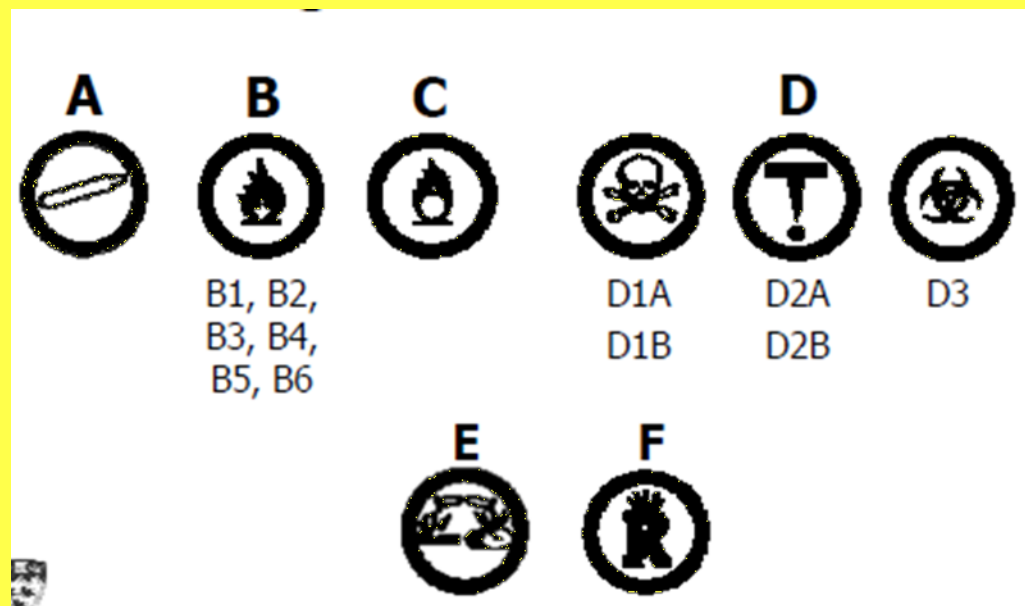 A B C D
B1, B2, D1A D2A D3
B3, B4, D1B D2B
B5, B6
E F
R